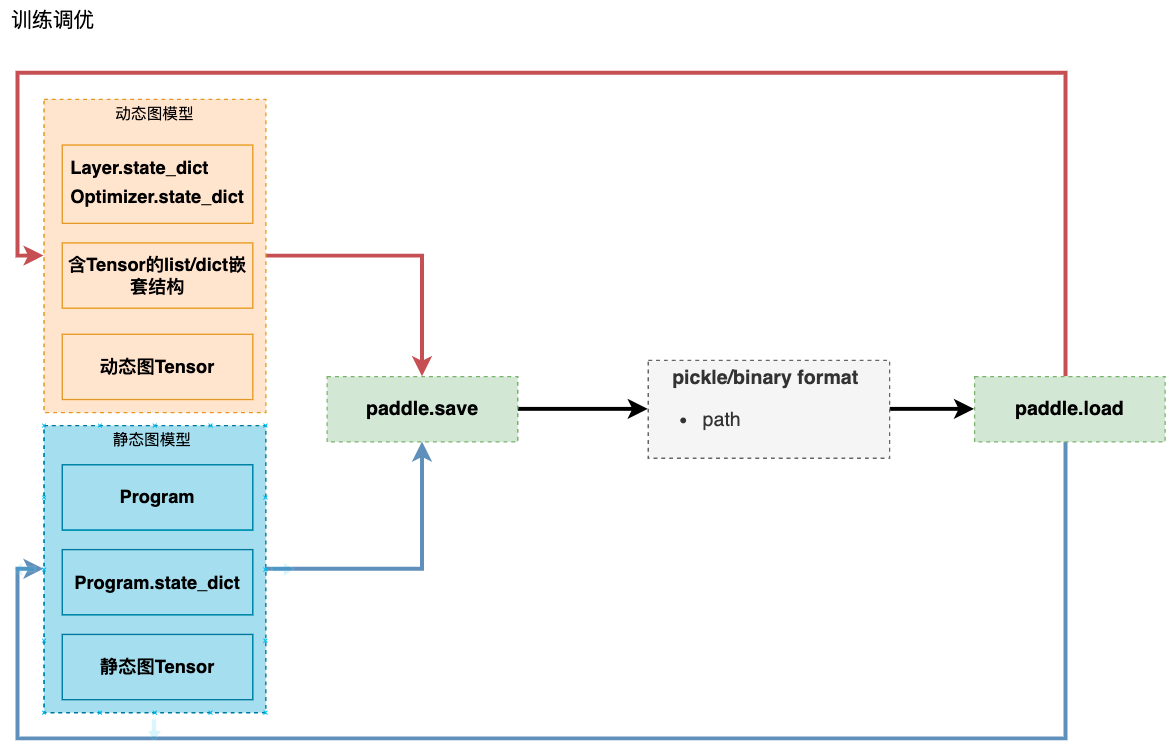 训练调优
动态图模型
Layer.state_dict
Optimizer.state_dict
含Tensor的list/dict嵌
套结构
动态图Tensor
静态图模型
Program
Program.state_dict
静态图Tensor
paddle.save
pickle/binary format
• path
paddle.load